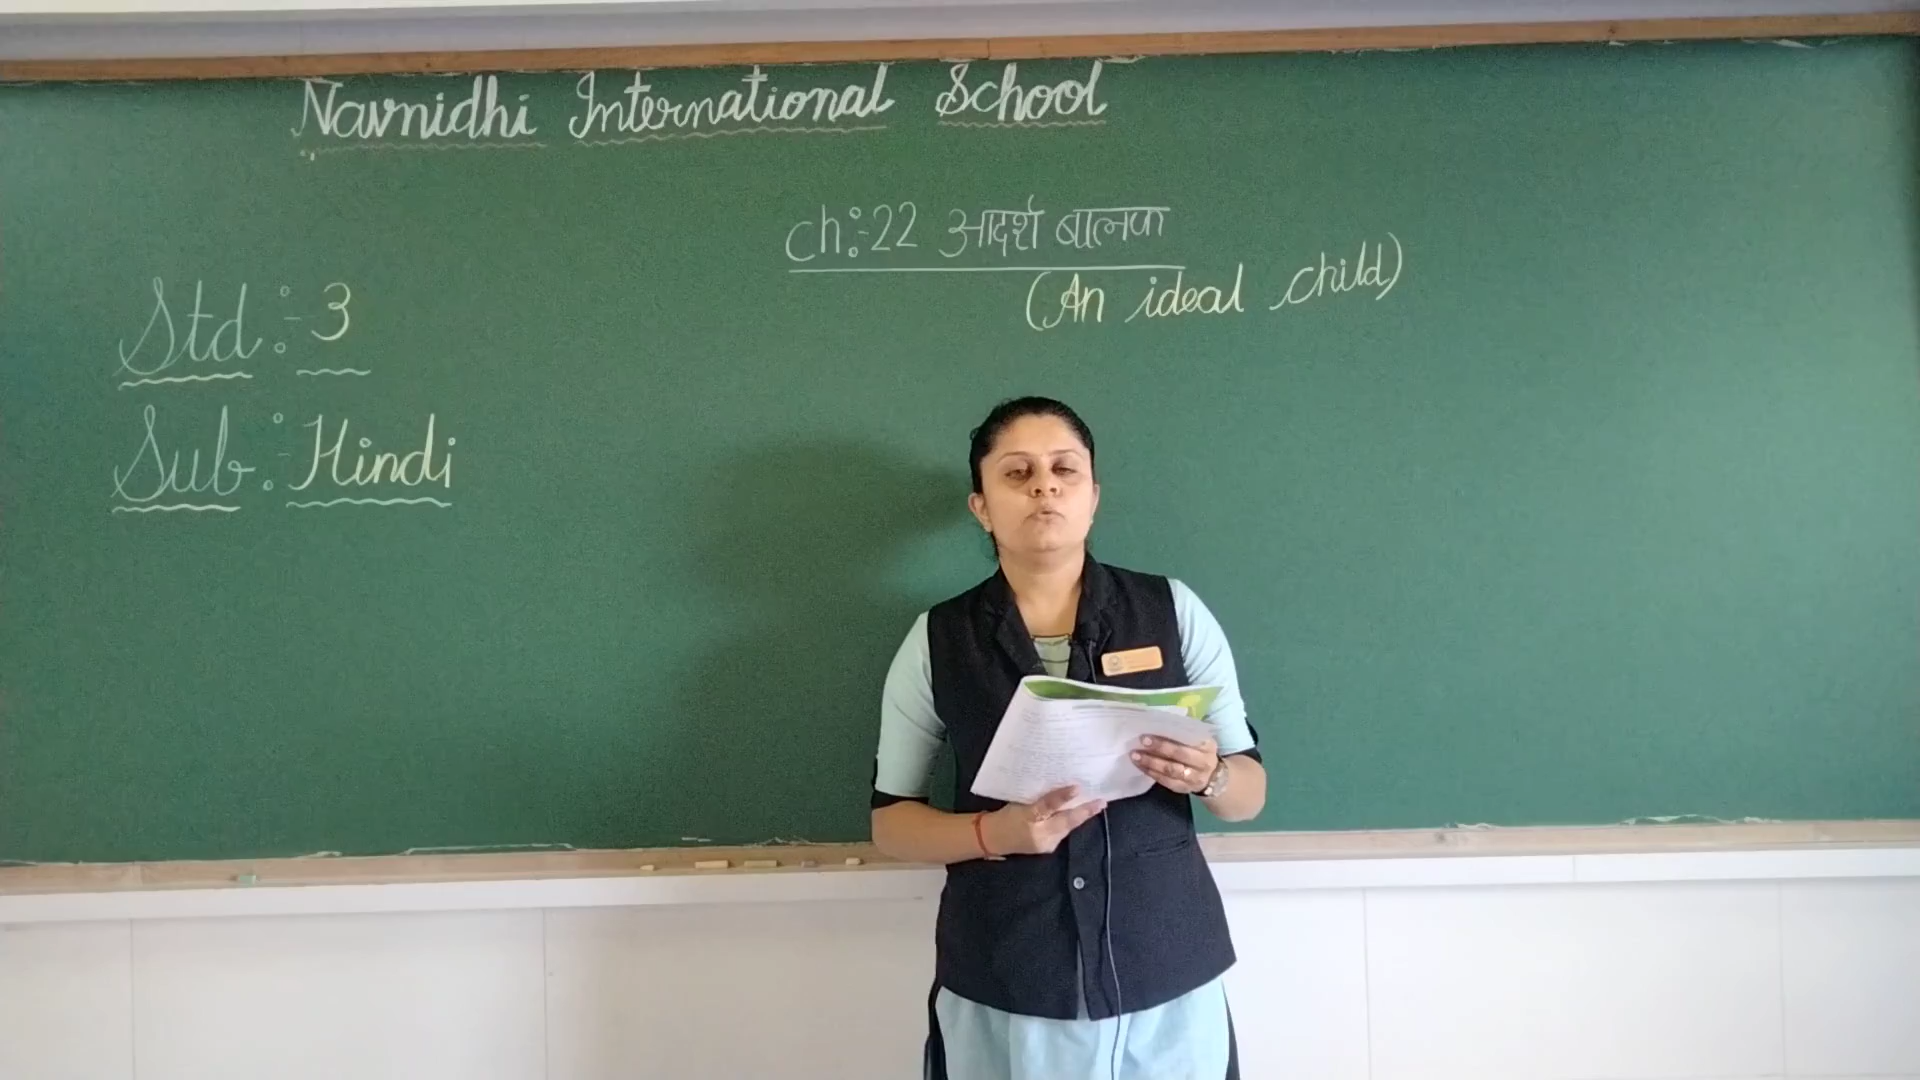 Navnidhi International School
ch:-22 आदर्श बालक
(An ideal child)
Std:-3
Sub:-Hindi